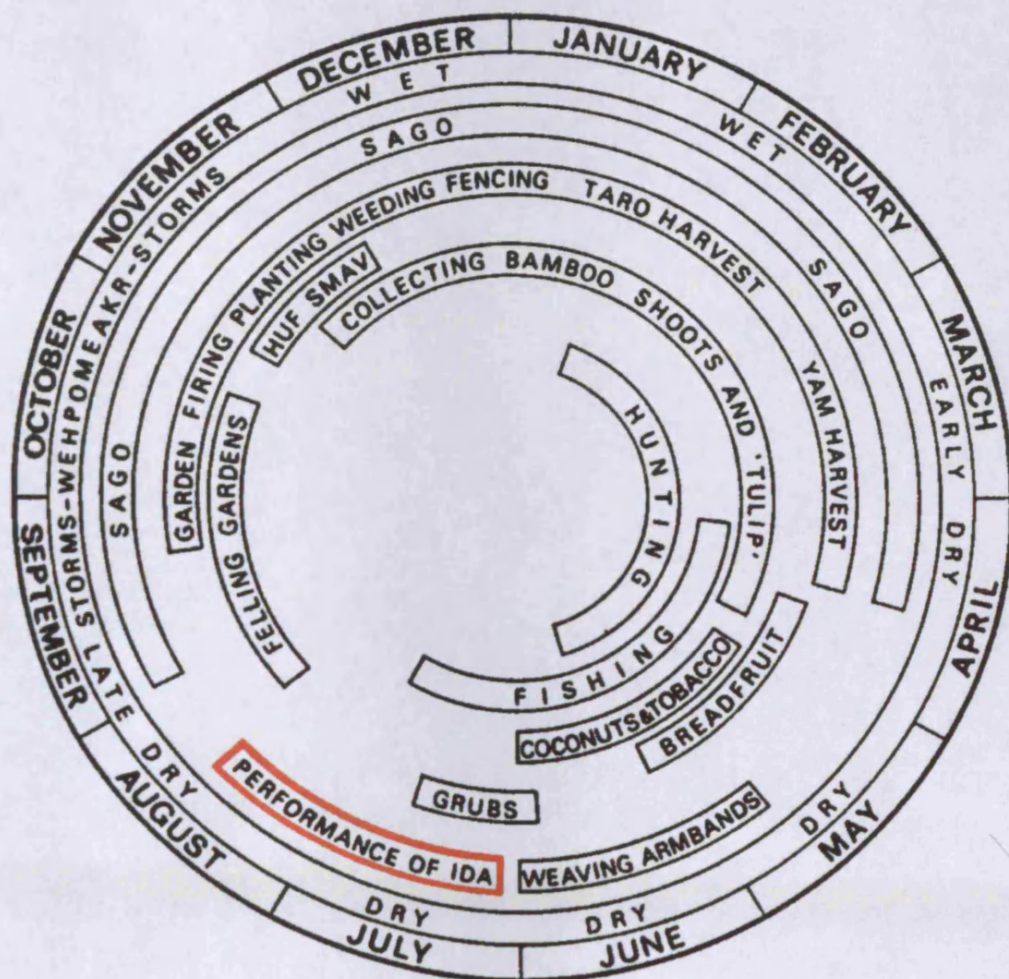 JANUARY
FEBRUARY
MARCH
APRIL
MAY
JUNE
JULY
AUGUST
SEPTEMBER
OCTOBER
NOVEMBER
DECEMBER
WET
WET
EARLY DRY
DRY
DRY
DRY
LATE DRY
STORMS-WEHPOMEAKR-STORMS
SAGO
SAGO
SAGO
GARDEN FIRING PLANTING WEEDING FENCING TARO HARVEST YAM HARVEST
HUF SMAV
FELLING GARDENS
COLLECTING BAMBOO SHOOTS AND 'TULIP'
HUNTING
FISHING
COCONUTS&TOBACCO
BREADFRUIT
GRUBS
WEAVING ARMBANDS
PERFORMANCE OF IDA